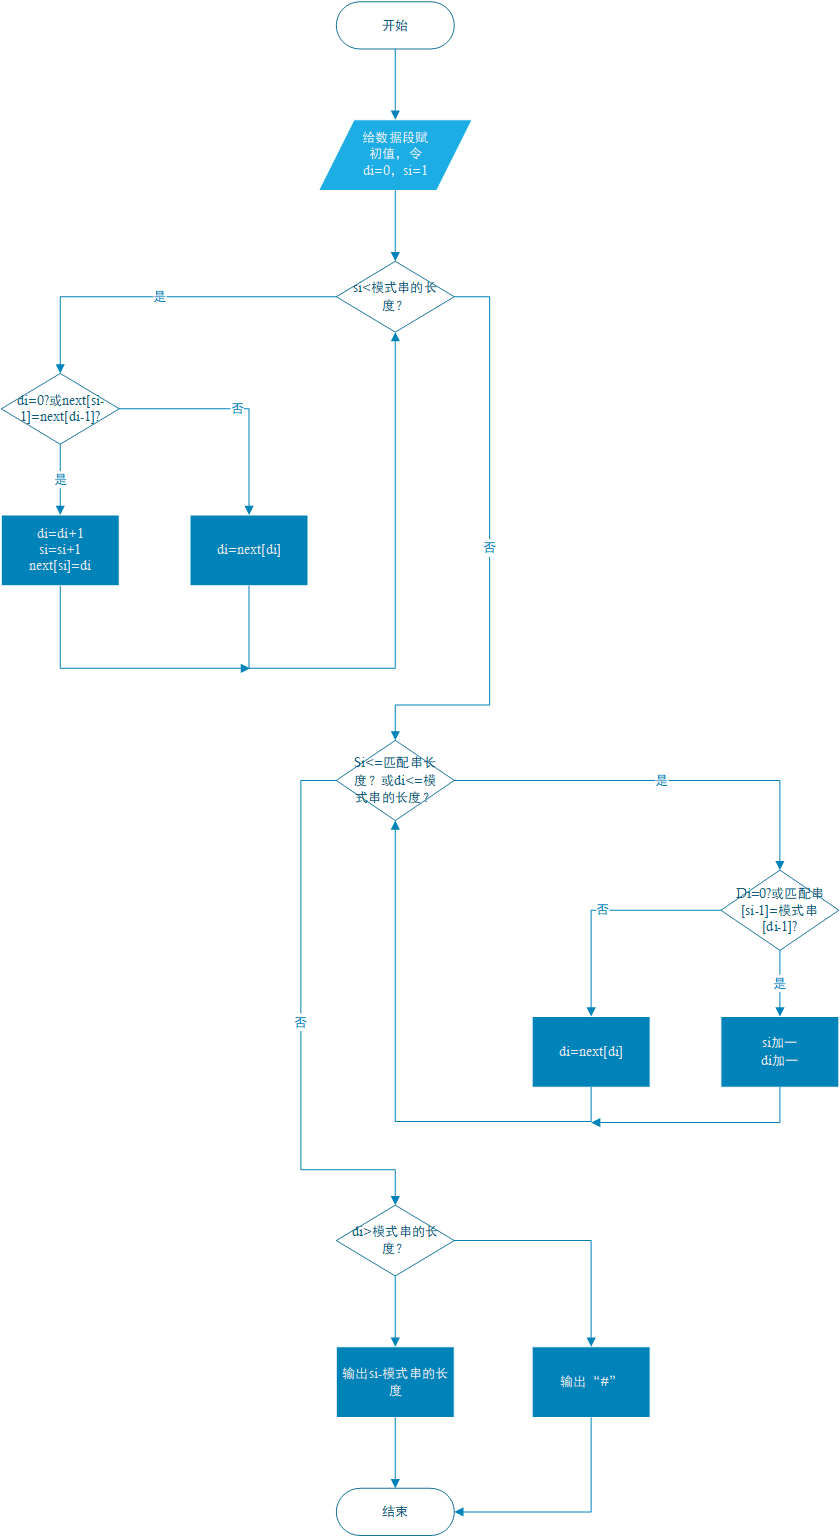 开始
给数据段赋
初值，令
di=0，si=1
si<模式串的长
度？
是
di=0?或next[si-
1]=next[di-1]?
否
是
di=di+1
si=si+1
next[si]=di
di=next[di]
否
Si<=匹配串长
度？或di<=模
式串的长度？
是
Di=0?或匹配串
[si-1]=模式串
[di-1]?
否
是
否
di=next[di]
si加一
di加一
di>模式串的长
度？
输出si-模式串的长
度
输出“#”
结束